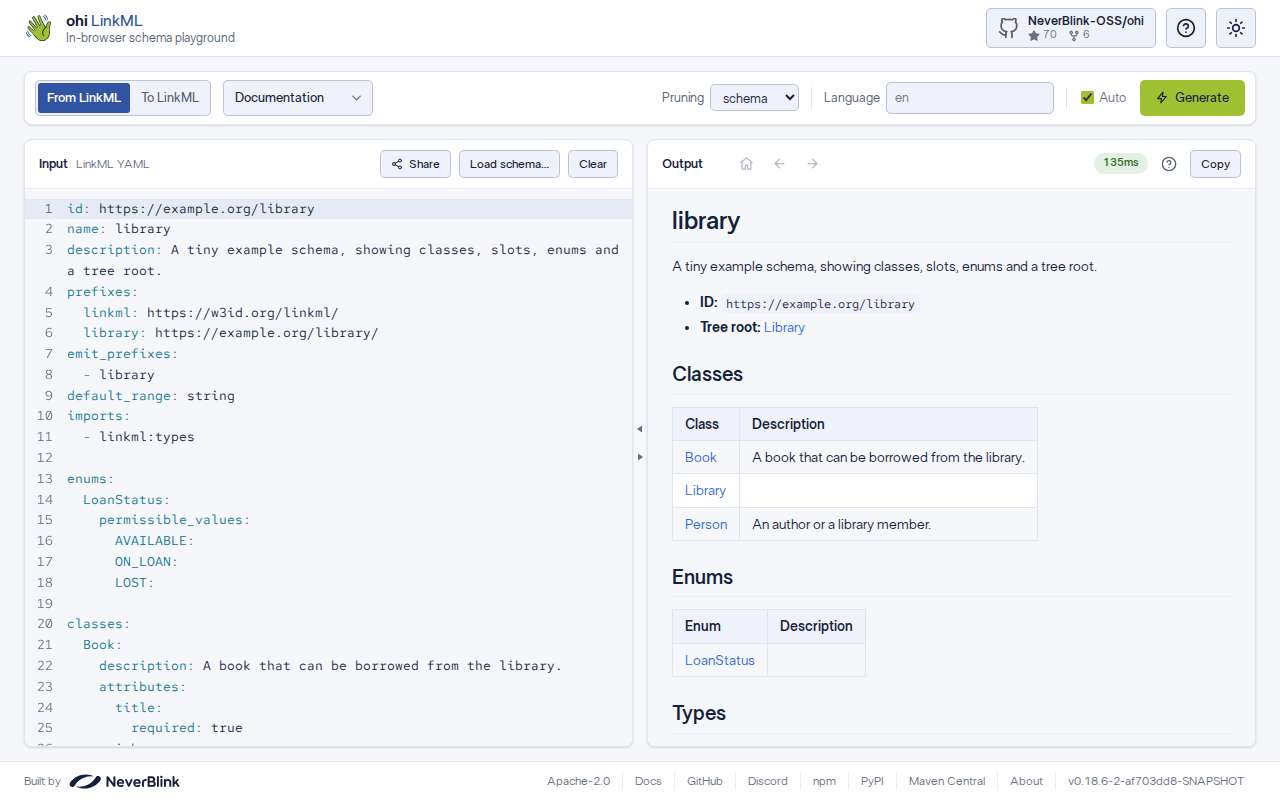 ohi LinkML
In-browser schema playground
NeverBlink-OSS/ohi
70 6
From LinkML To LinkML Documentation Pruning schema Language en Auto Generate
Input LinkML YAML Share Load schema... Clear
1 id: https://example.org/library
2 name: library
3 description: A tiny example schema, showing classes, slots, enums and
a tree root.
4 prefixes:
5 linkml: https://w3id.org/linkml/
6 library: https://example.org/library/
7 emit_prefixes:
8 - library
9 default_range: string
10 imports:
11 - linkml:types
12
13 enums:
14 LoanStatus:
15 permissible_values:
16 AVAILABLE:
17 ON_LOAN:
18 LOST:
19
20 classes:
21 Book:
22 description: A book that can be borrowed from the library.
23 attributes:
24 title:
25 required: true
Output 135ms Copy
library
A tiny example schema, showing classes, slots, enums and a tree root.
• ID: https://example.org/library
• Tree root: Library
Classes
Class Description
Book A book that can be borrowed from the library.
Library
Person An author or a library member.
Enums
Enum Description
LoanStatus
Types
Built by NeverBlink Apache-2.0 Docs GitHub Discord npm PyPI Maven Central About v0.18.6-2-af703dd8-SNAPSHOT